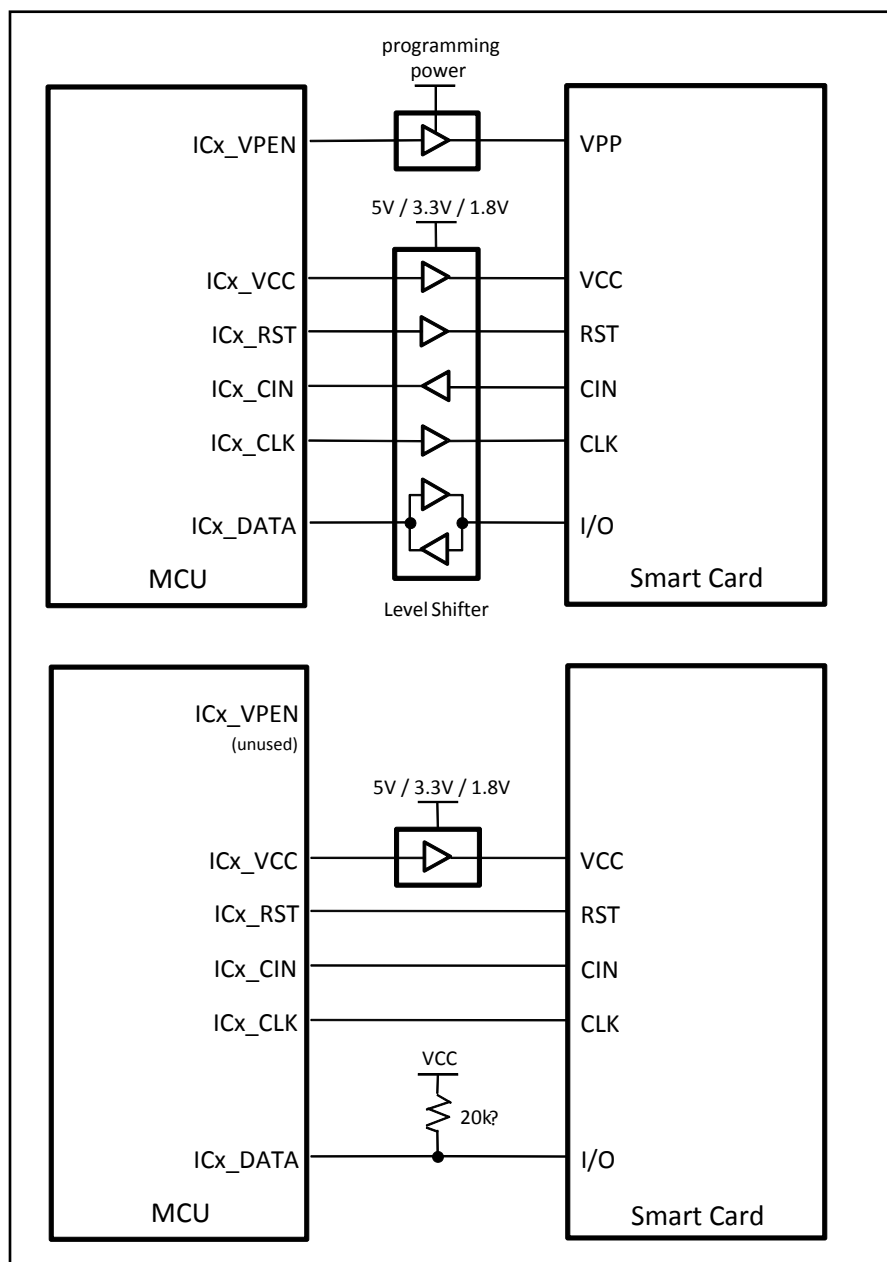 programming
power
ICx_VPEN
VPP
5V / 3.3V / 1.8V
ICx_VCC
VCC
ICx_RST
RST
ICx_CIN
CIN
ICx_CLK
CLK
ICx_DATA
I/O
MCU
Smart Card
Level Shifter
ICx_VPEN
(unused)
5V / 3.3V / 1.8V
ICx_VCC
VCC
ICx_RST
RST
ICx_CIN
CIN
ICx_CLK
CLK
VCC
20k?
ICx_DATA
I/O
MCU
Smart Card